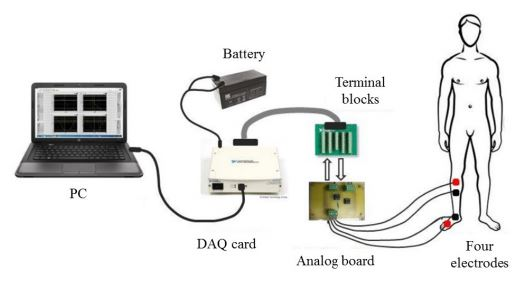 Battery
Terminal
blocks
PC
DAQ card
Analog board
Four
electrodes